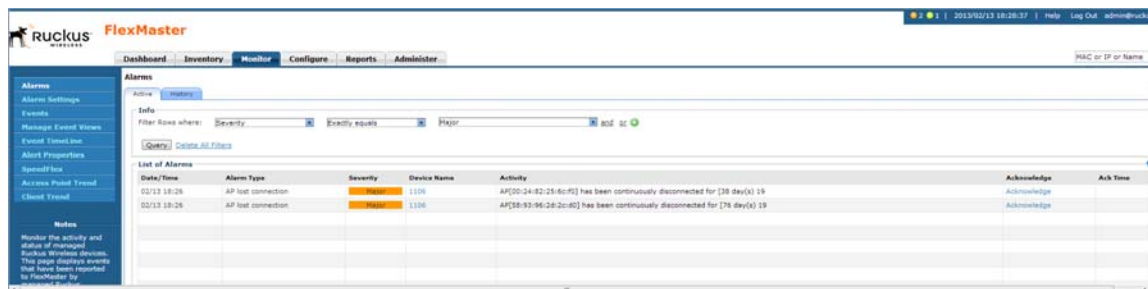 2 1 | 2013/02/13 18:28:37 | Help Log Out admin@ruck
Ruckus WIRELESS FlexMaster
Dashboard Inventory Monitor Configure Reports Administer
MAC or IP or Name
Alarms
Alarm Settings
Events
Manage Event Views
Event TimeLine
Alert Properties
SpeedFlex
Access Point Trend
Client Trend
Notes
Monitor the activity and
status of managed
Ruckus Wireless devices.
This page displays events
that have been reported
to FlexMaster by
managed Ruckus
Alarms
Active History
Info
Filter Rows where: Severity Exactly equals Major and or
Query Delete All Filters
List of Alarms
Date/Time Alarm Type Severity Device Name Activity Acknowledge Ack Time
02/13 18:26 AP lost connection Major 1106 AP[00:24:82:25:6c:f0] has been continuously disconnected for [38 day(s) 19 Acknowledge
02/13 18:26 AP lost connection Major 1106 AP[58:93:96:2d:2c:d0] has been continuously disconnected for [76 day(s) 19 Acknowledge